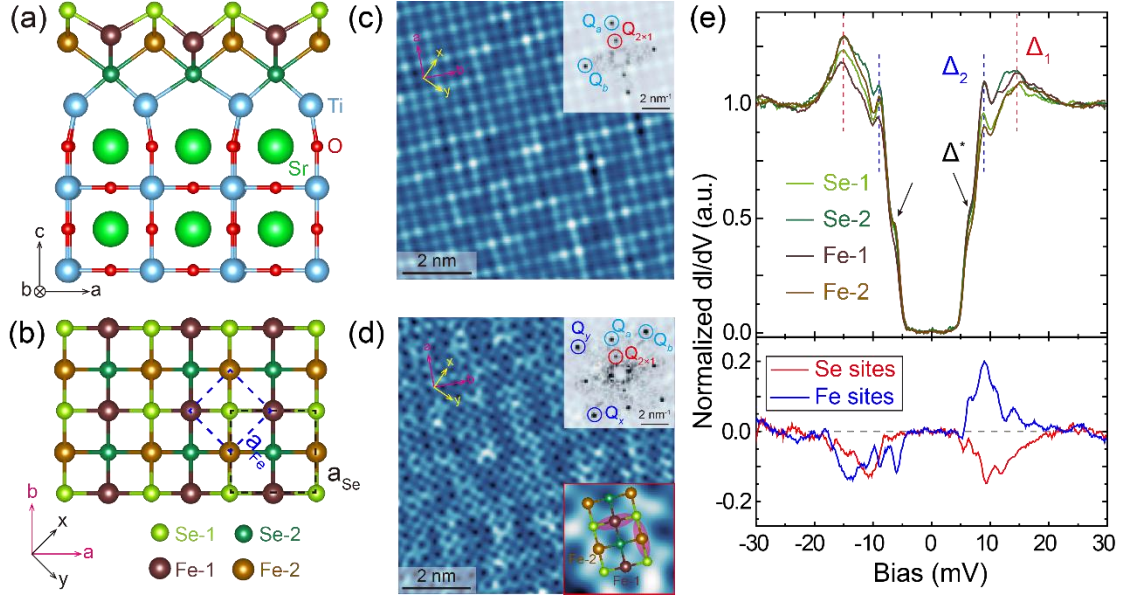 (a)
Ti
O
Sr
c
b
a
(b)
a_Fe
a_Se
b
x
a
y
Se-1
Se-2
Fe-1
Fe-2
(c)
a
x
b
y
Q_a
Q_2×1
Q_b
2 nm⁻¹
2 nm
(d)
a
x
b
y
Q_y
Q_a
Q_b
Q_2×1
Q_x
2 nm⁻¹
Fe-2
Fe-1
2 nm
(e)
Normalized dI/dV (a.u.)
1.0
0.5
0.0
Δ₂
Δ₁
Δ*
Se-1
Se-2
Fe-1
Fe-2
0.2
0.0
-0.2
Se sites
Fe sites
-30 -20 -10 0 10 20 30
Bias (mV)